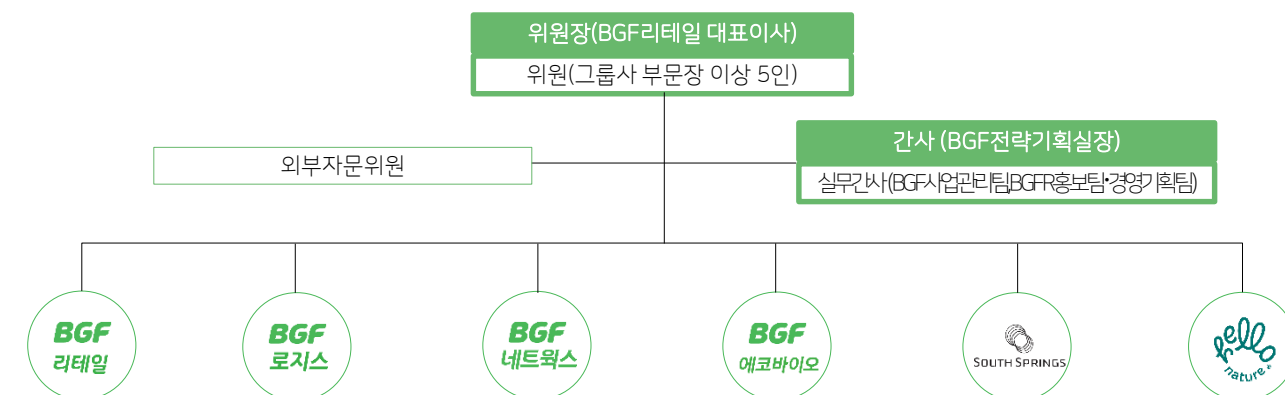 위원장(BGF리테일 대표이사)
위원(그룹사 부문장 이상 5인)
외부자문위원
간사 (BGF전략기획실장)
실무간사(BGF사업관리팀,BGFR홍보팀•경영기획팀)
BGF
리테일
BGF
로지스
BGF
네트웍스
BGF
에코바이오
SOUTH SPRINGS
hello
nature